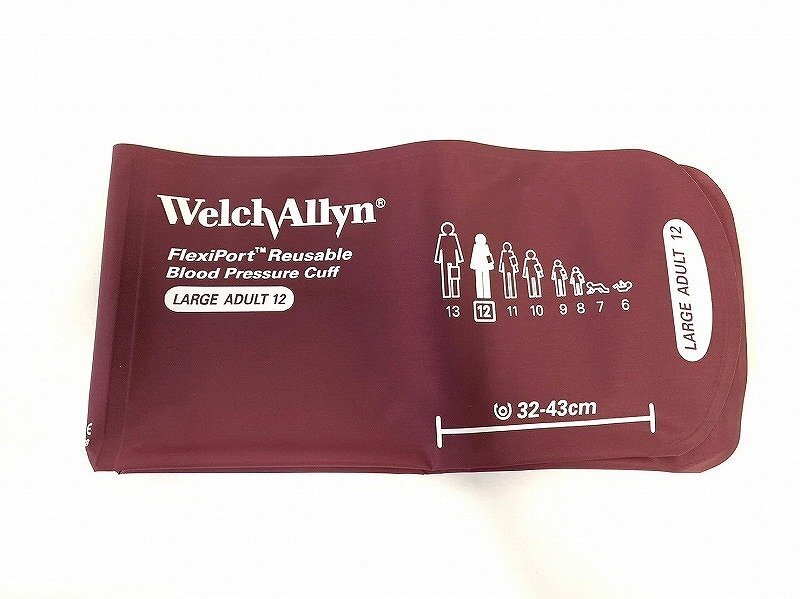 WelchAllyn®
FlexiPort™ Reusable
Blood Pressure Cuff
LARGE ADULT 12
13 12 11 10 9 8 7 6
32-43cm
LARGE ADULT 12